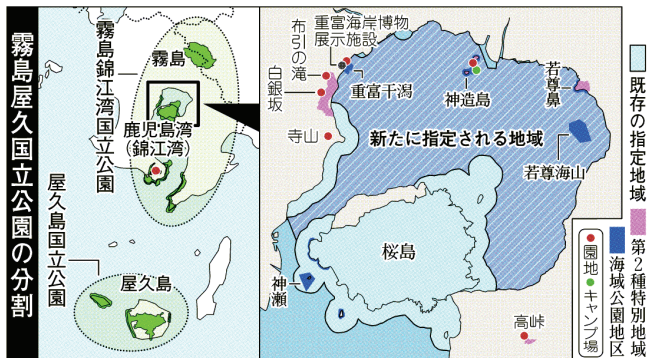 霧島屋久国立公園の分割
霧島錦江湾国立公園
霧島
鹿児島湾
(錦江湾)
屋久島国立公園
屋久島
布引の滝
白銀坂
重富海岸博物
展示施設
重富干潟
寺山
神造島
若尊鼻
新たに指定される地域
若尊海山
桜島
神瀬
高峠
既存の指定地域
第2種特別地域
海域公園地区
園地
キャンプ場